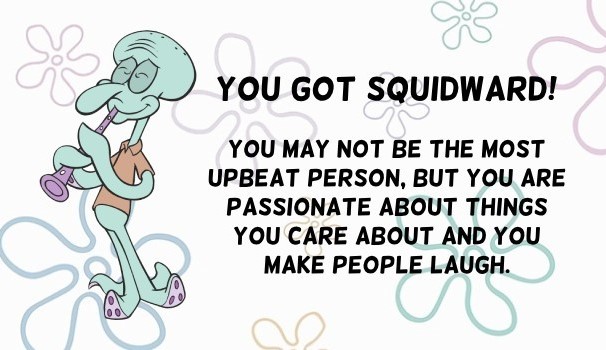 YOU GOT SQUIDWARD!
YOU MAY NOT BE THE MOST
UPBEAT PERSON, BUT YOU ARE
PASSIONATE ABOUT THINGS
YOU CARE ABOUT AND YOU
MAKE PEOPLE LAUGH.